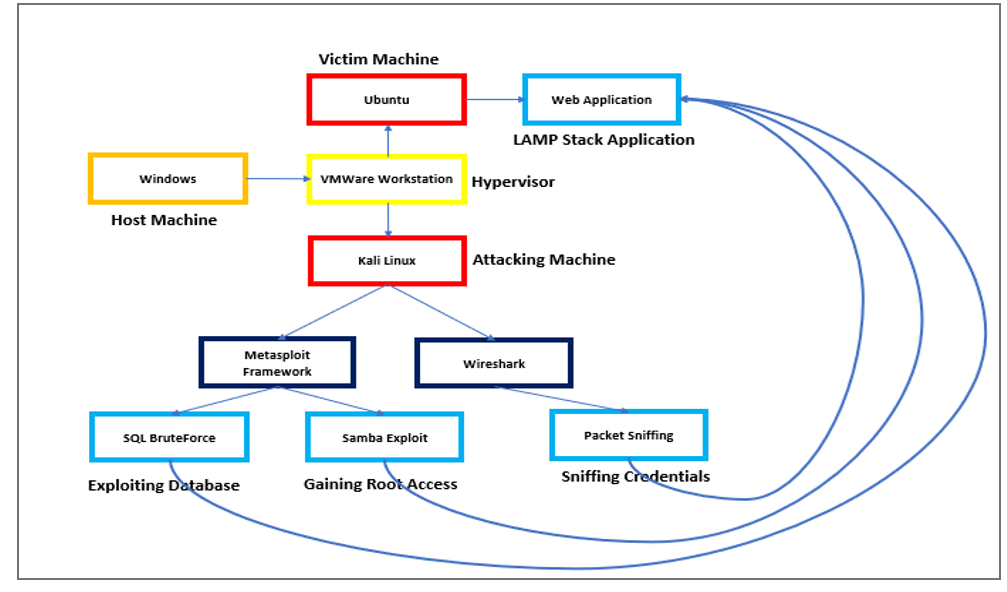 Victim Machine
Ubuntu
Web Application
LAMP Stack Application
Windows
VMWare Workstation
Hypervisor
Host Machine
Kali Linux
Attacking Machine
Metasploit
Framework
Wireshark
SQL BruteForce
Samba Exploit
Packet Sniffing
Exploiting Database
Gaining Root Access
Sniffing Credentials